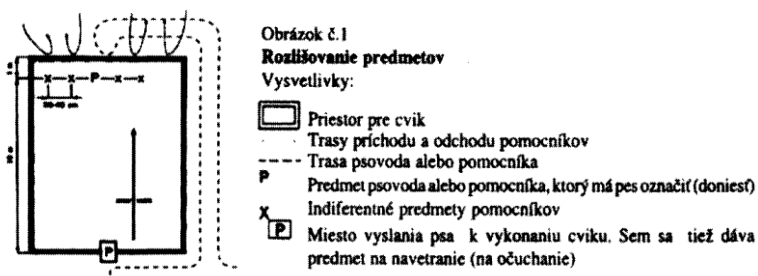 Obrázok č.1
Rozlišovanie predmetov
Vysvetlivky:
Priestor pre cvik
Trasy príchodu a odchodu pomocníkov
Trasa psovoda alebo pomocníka
P
Predmet psovoda alebo pomocníka, ktorý má pes označiť (doniesť)
x Indiferentné predmety pomocníkov
P Miesto vyslania psa k vykonaniu cviku. Sem sa tiež dáva
predmet na navetranie (na očuchanie)
x x P x x
P